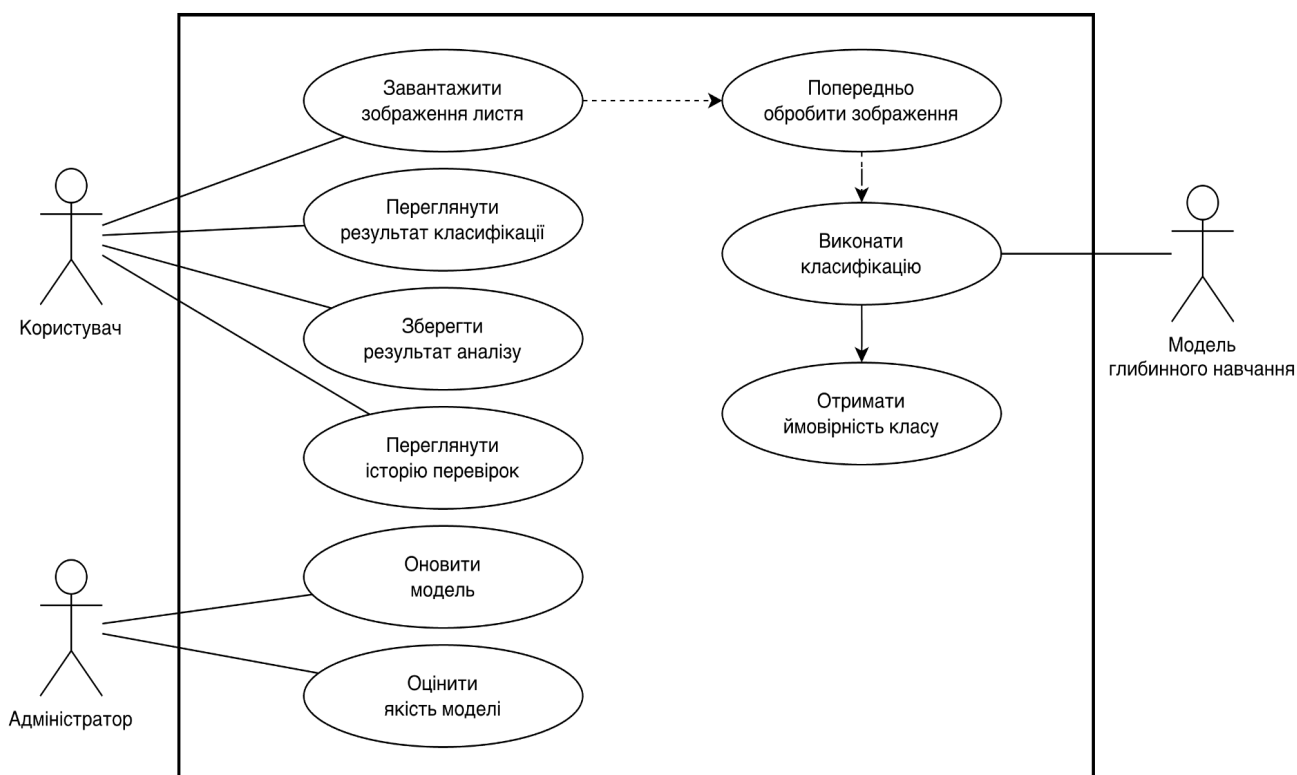 Завантажити
зображення листя
Попередньо
обробити зображення
Переглянути
результат класифікації
Виконати
класифікацію
Користувач
Зберегти
результат аналізу
Модель
глибинного навчання
Отримати
ймовірність класу
Переглянути
історію перевірок
Оновити
модель
Оцінити
якість моделі
Адміністратор